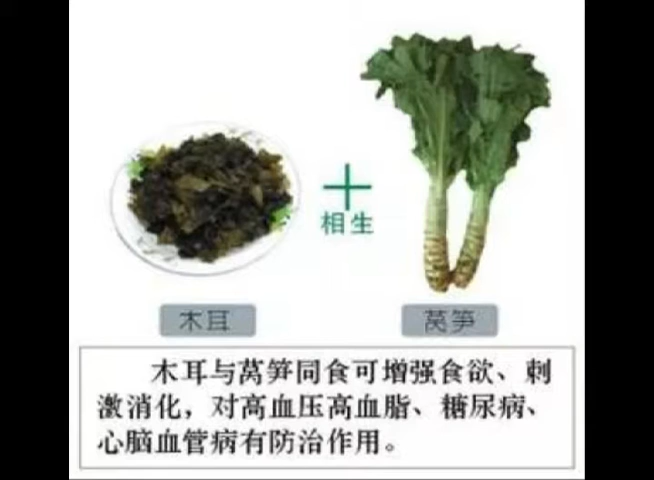 相生
木耳
莴笋
木耳与莴笋同食可增强食欲、刺
激消化，对高血压高血脂、糖尿病、
心脑血管病有防治作用。